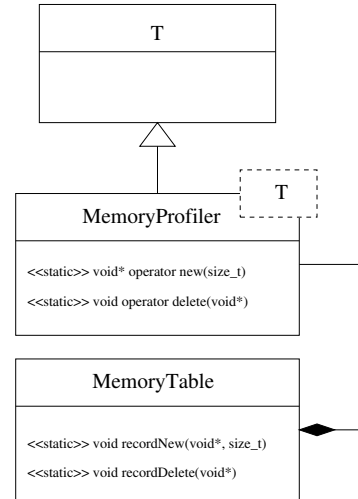 T
T
MemoryProfiler
<<static>> void* operator new(size_t)
<<static>> void operator delete(void*)
MemoryTable
<<static>> void recordNew(void*, size_t)
<<static>> void recordDelete(void*)